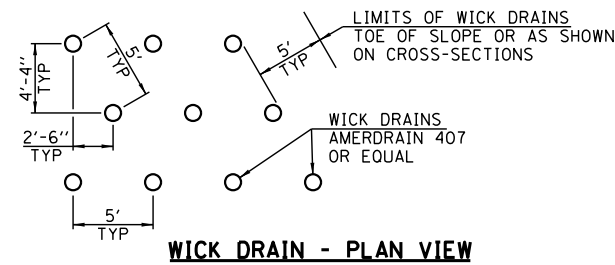 LIMITS OF WICK DRAINS
TOE OF SLOPE OR AS SHOWN
ON CROSS-SECTIONS
5'
TYP
5'
TYP
4'-4"
TYP
2'-6"
TYP
WICK DRAINS
AMERDRAIN 407
OR EQUAL
5'
TYP
WICK DRAIN - PLAN VIEW